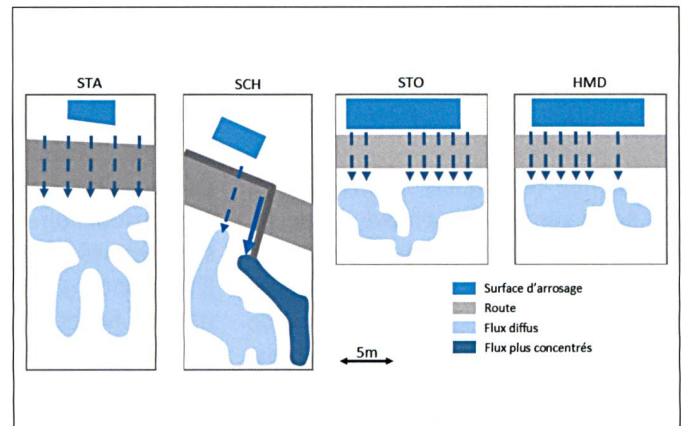 STA
SCH
STO
HMD
Surface d'arrosage
Route
Flux diffus
Flux plus concentrés
5m